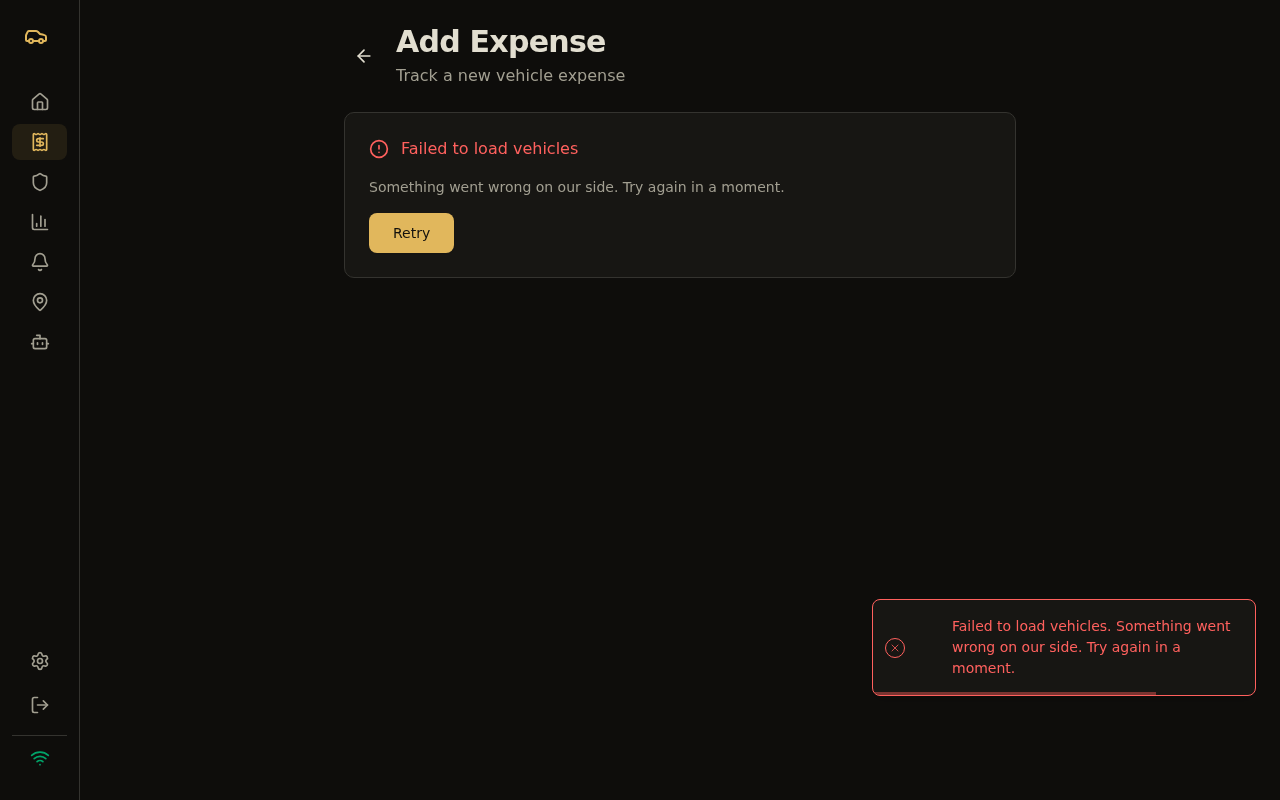 Add Expense
Track a new vehicle expense
Failed to load vehicles
Something went wrong on our side. Try again in a moment.
Retry
Failed to load vehicles. Something went
wrong on our side. Try again in a
moment.